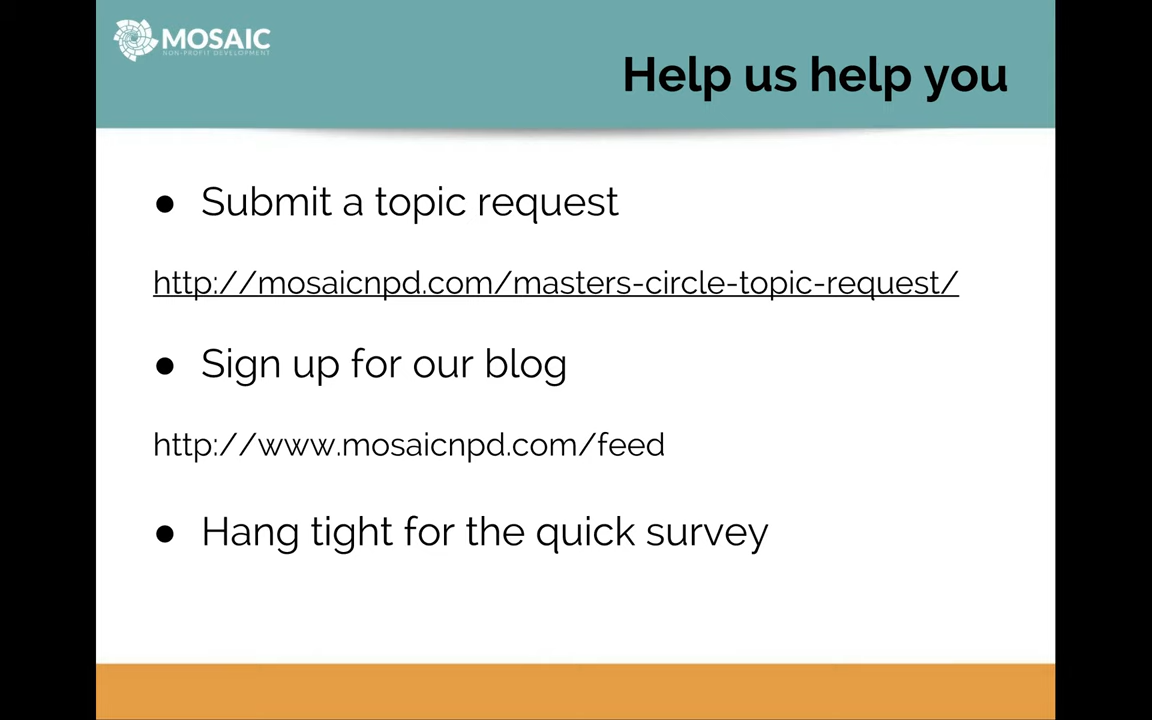 MOSAIC
NON-PROFIT DEVELOPMENT
Help us help you
● Submit a topic request
http://mosaicnpd.com/masters-circle-topic-request/
● Sign up for our blog
http://www.mosaicnpd.com/feed
● Hang tight for the quick survey